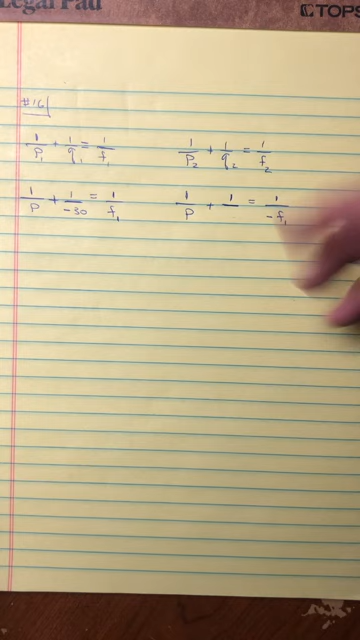 Legal Pad TOPS
#16
1/P₁ + 1/q₁ = 1/f₁    1/P₂ + 1/q₂ = 1/f₂
1/P + 1/-30 = 1/f₁    1/P + 1/ = 1/-f₁